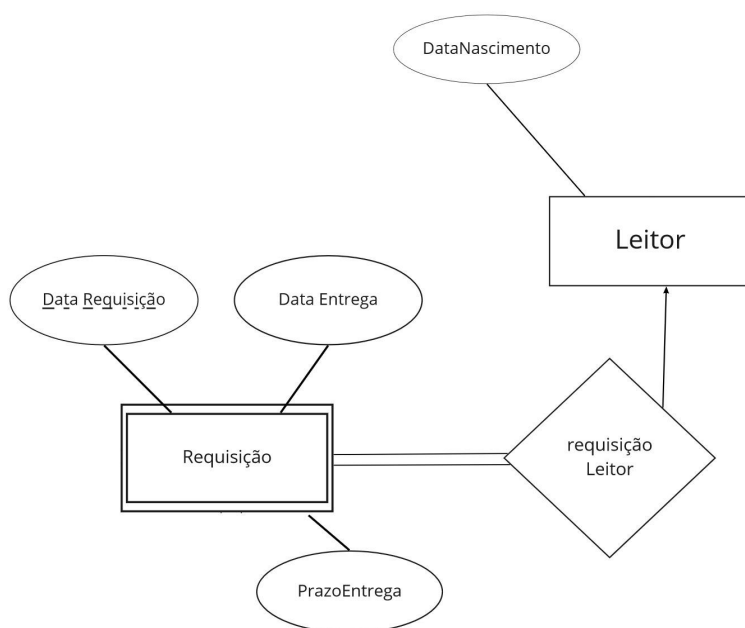 DataNascimento
Leitor
Data Requisição
Data Entrega
Requisição
requisição
Leitor
PrazoEntrega